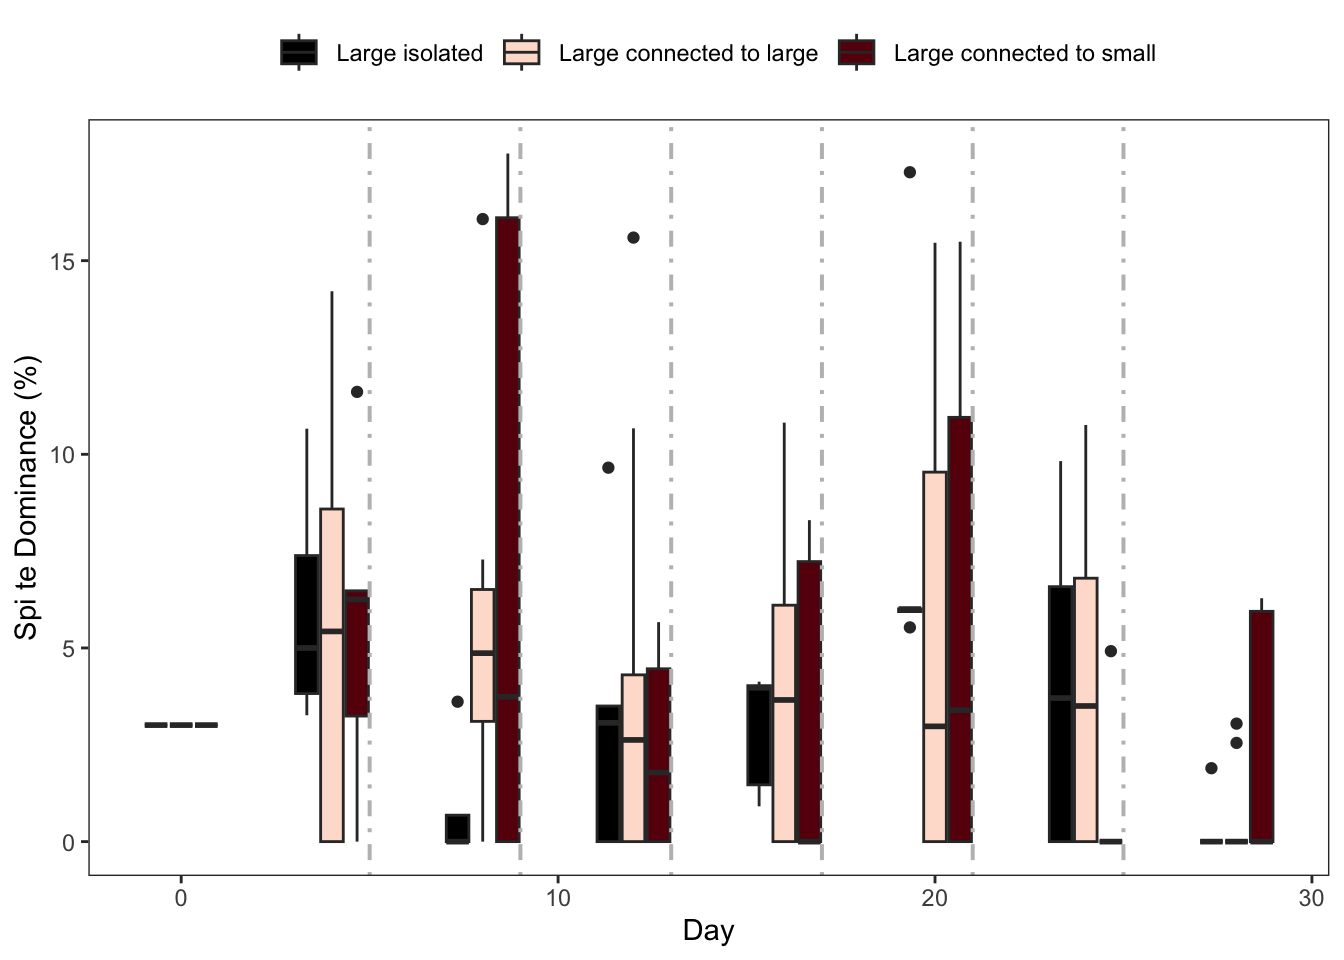 Large isolated Large connected to large Large connected to small
Spi te Dominance (%)
15
10
5
0
0 10 20 30
Day